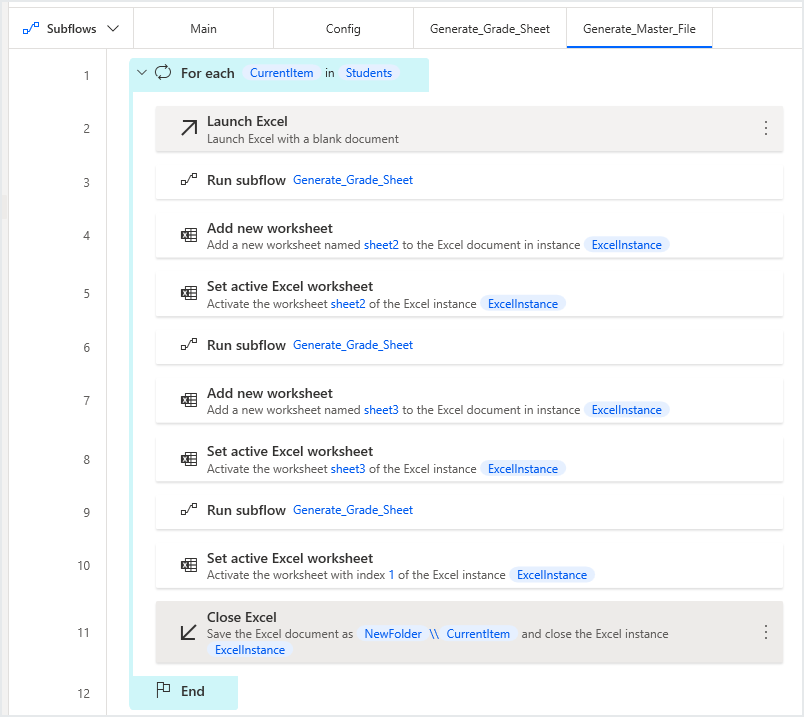 Subflows Main Config Generate_Grade_Sheet Generate_Master_File
1 For each CurrentItem in Students
2 Launch Excel
Launch Excel with a blank document
3 Run subflow Generate_Grade_Sheet
4 Add new worksheet
Add a new worksheet named sheet2 to the Excel document in instance ExcelInstance
5 Set active Excel worksheet
Activate the worksheet sheet2 of the Excel instance ExcelInstance
6 Run subflow Generate_Grade_Sheet
7 Add new worksheet
Add a new worksheet named sheet3 to the Excel document in instance ExcelInstance
8 Set active Excel worksheet
Activate the worksheet sheet3 of the Excel instance ExcelInstance
9 Run subflow Generate_Grade_Sheet
10 Set active Excel worksheet
Activate the worksheet with index 1 of the Excel instance ExcelInstance
11 Close Excel
Save the Excel document as NewFolder \\ CurrentItem and close the Excel instance
ExcelInstance
12 End